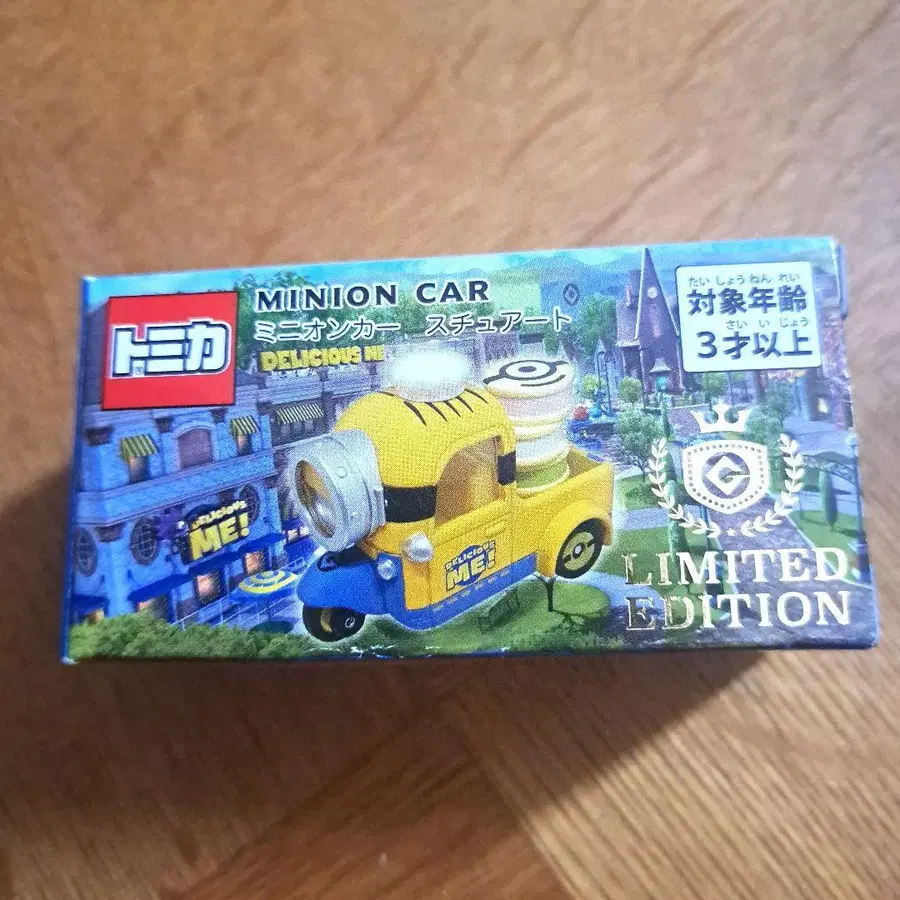 トミカ
MINION CAR
ミニオンカー スチュアート
DELICIOUS ME
たいしょうねんれい
対象年齢
さいいじょう
3才以上
DELICIOUS
ME!
DELICIOUS
ME!
G
LIMITED
EDITION